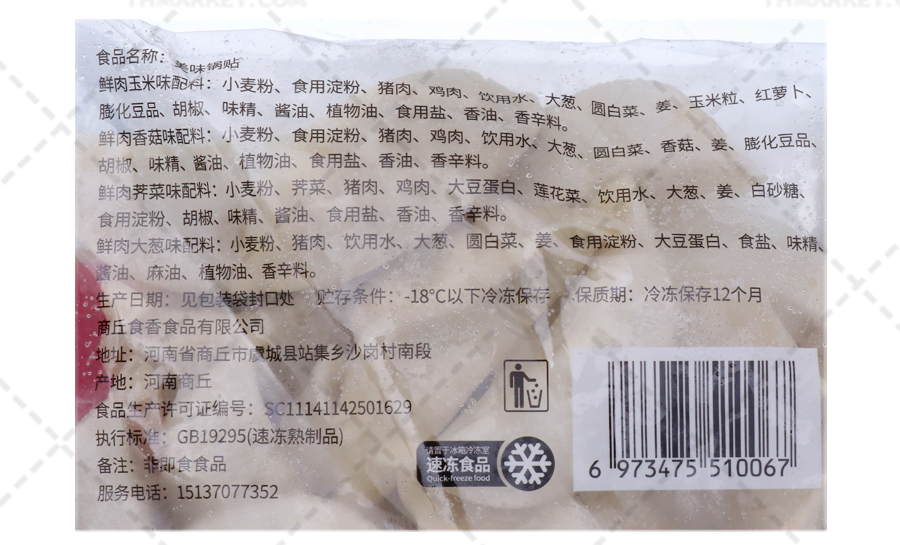 食品名称：美味锅贴
鲜肉玉米味配料：小麦粉、食用淀粉、猪肉、鸡肉、饮用水、大葱、圆白菜、姜、玉米粒、红萝卜、
膨化豆品、胡椒、味精、酱油、植物油、食用盐、香油、香辛料。
鲜肉香菇味配料：小麦粉、食用淀粉、猪肉、鸡肉、饮用水、大葱、圆白菜、香菇、姜、膨化豆品、
胡椒、味精、酱油、植物油、食用盐、香油、香辛料。
鲜肉荠菜味配料：小麦粉、荠菜、猪肉、鸡肉、大豆蛋白、莲花菜、饮用水、大葱、姜、白砂糖、
食用淀粉、胡椒、味精、酱油、食用盐、香油、香辛料。
鲜肉大葱味配料：小麦粉、猪肉、饮用水、大葱、圆白菜、姜、食用淀粉、大豆蛋白、食盐、味精、
酱油、麻油、植物油、香辛料。
生产日期：见包装袋封口处 贮存条件：-18℃以下冷冻保存 保质期：冷冻保存12个月
商丘食香食品有限公司
地址：河南省商丘市虞城县站集乡沙岗村南段
产地：河南商丘
食品生产许可证编号：SC11141142501629
执行标准：GB19295(速冻熟制品)
备注：非即食食品
服务电话：15137077352
请置于冰箱冷冻室
速冻食品
Quick-freeze food
6 973475 510067